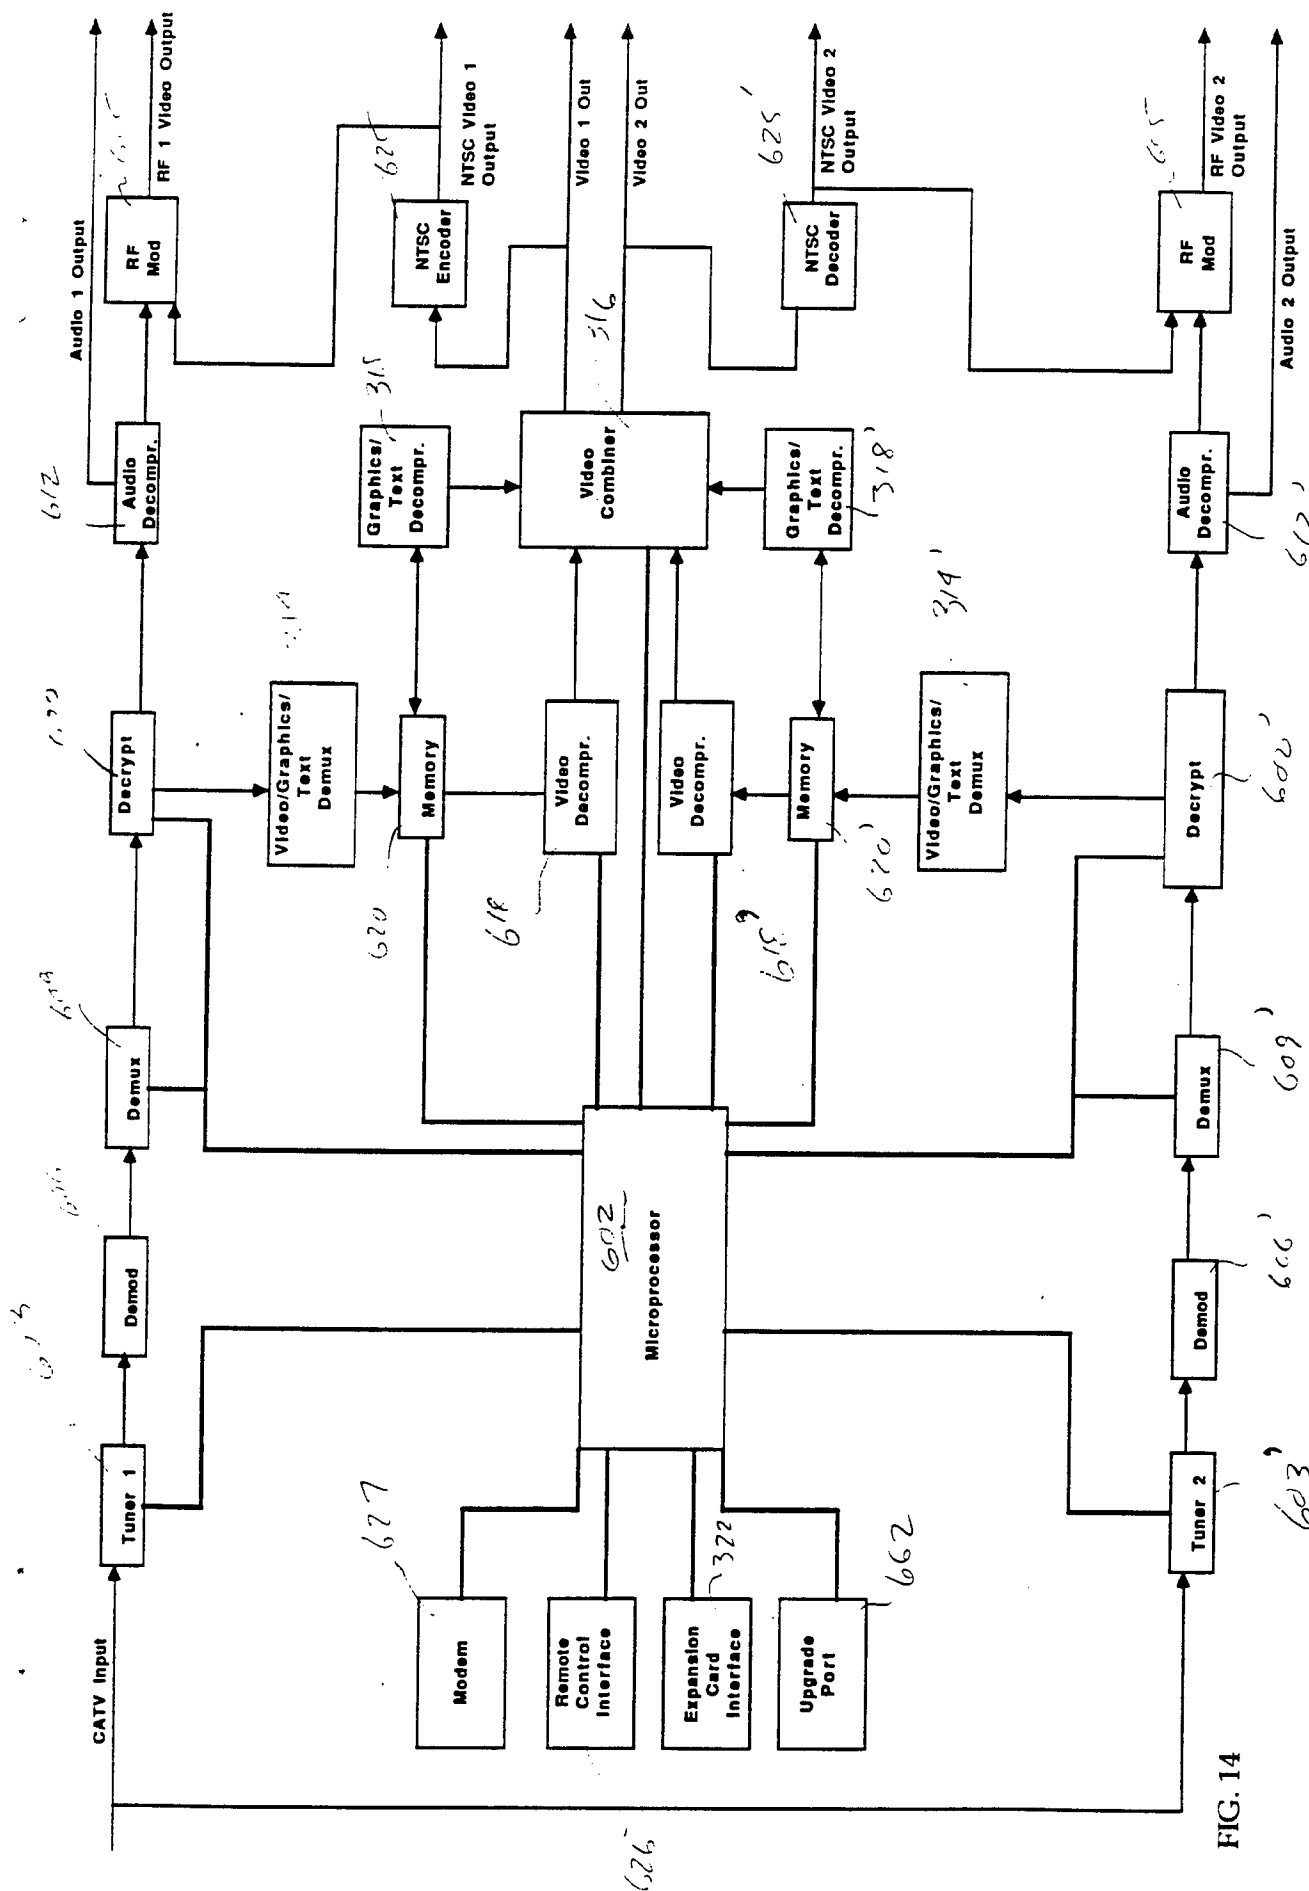 CATV Input
Tuner 1
Demod
Demux
Decrypt
Audio
Decompr.
612
Audio 1 Output
RF
Mod
RF 1 Video Output
Video/Graphics/
Text
Demux
Memory
620
Graphics/
Text
Decompr.
NTSC
Encoder
NTSC Video 1
Output
Modem
627
Remote
Control
Interface
Expansion
Card
Interface
322
Upgrade
Port
662
Microprocessor
602
Video
Decompr.
618
Video
Decompr.
Video
Combiner
316
Video 1 Out
Video 2 Out
Memory
620'
Graphics/
Text
Decompr.
318'
NTSC
Decoder
625'
NTSC Video 2
Output
Video/Graphics/
Text
Demux
314'
Tuner 2
603'
Demod
606'
Demux
609'
Decrypt
602'
Audio
Decompr.
RF
Mod
RF Video 2
Output
Audio 2 Output
FIG. 14